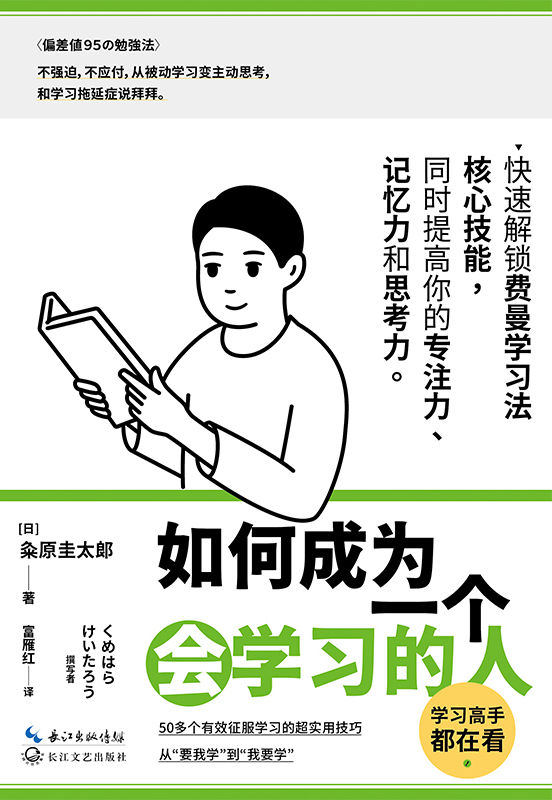 〈偏差値95の勉強法〉
不强迫，不应付，从被动学习变主动思考，
和学习拖延症说拜拜。
快速解锁费曼学习法
核心技能，
同时提高你的专注力、
记忆力和思考力。
[日]
粂原圭太郎
著
くめはら
けいたろう
撰写者
富雁红
译
如何成为
一个
会学习的人
50多个有效征服学习的超实用技巧
从“要我学”到“我要学”
学习高手
都在看
长江出版传媒
长江文艺出版社